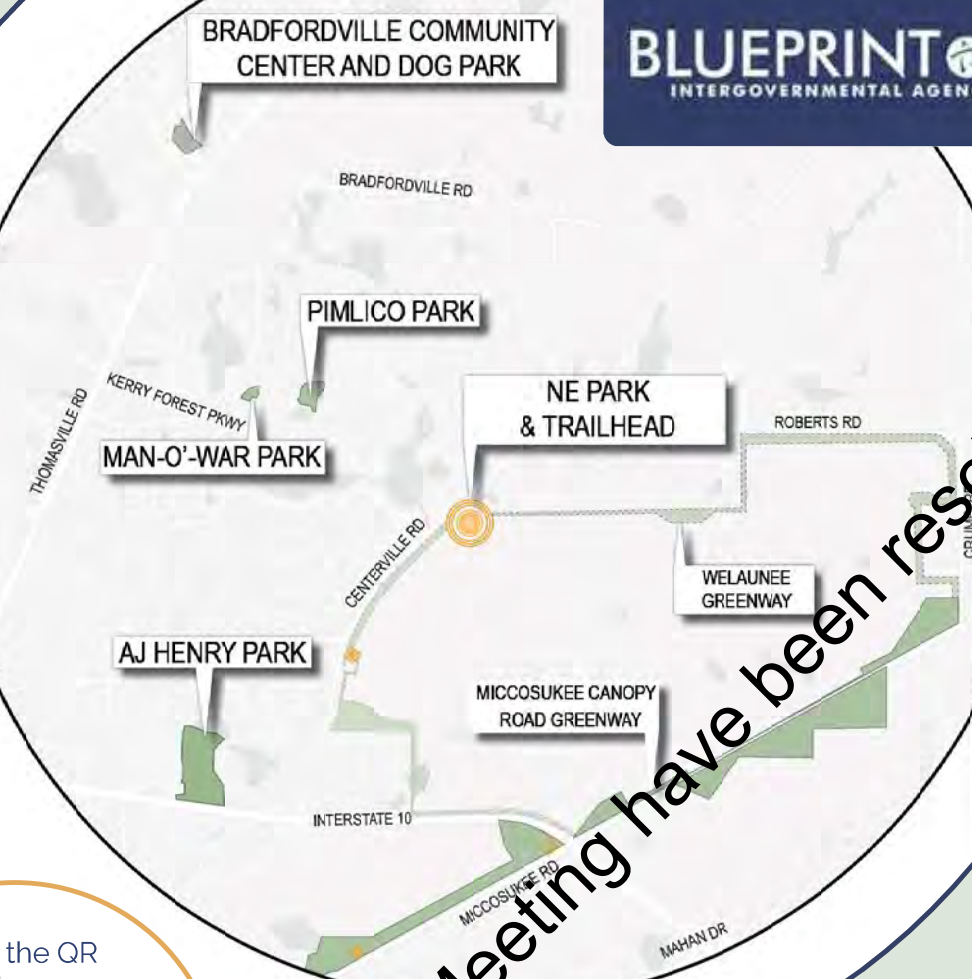 BRADFORDVILLE COMMUNITY
CENTER AND DOG PARK
BLUEPRINT
INTERGOVERNMENTAL
BRADFORDVILLE RD
PIMLICO PARK
KERRY FOREST PKWY
THOMASVILLE RD
MAN-O'-WAR PARK
NE PARK
& TRAILHEAD
ROBERTS RD
CENTERVILLE RD
WELAUNEE
GREENWAY
AJ HENRY PARK
MICCOSUKEE CANOPY
ROAD GREENWAY
INTERSTATE 10
MICCOSUKEE RD
MAHAN DR
Meeting have been
the QR